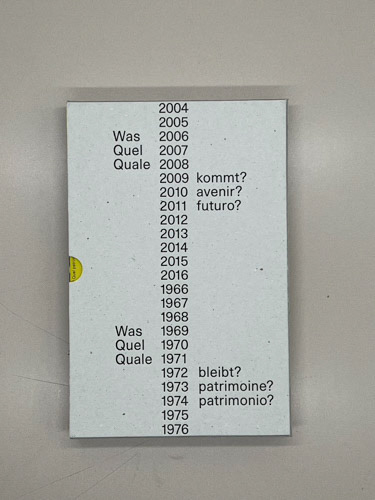 2004
2005
Was 2006
Quel 2007
Quale 2008
2009 kommt?
2010 avenir?
2011 futuro?
2012
2013
2014
2015
2016
1966
1967
1968
Was 1969
Quel 1970
Quale 1971
1972 bleibt?
1973 patrimoine?
1974 patrimonio?
1975
1976